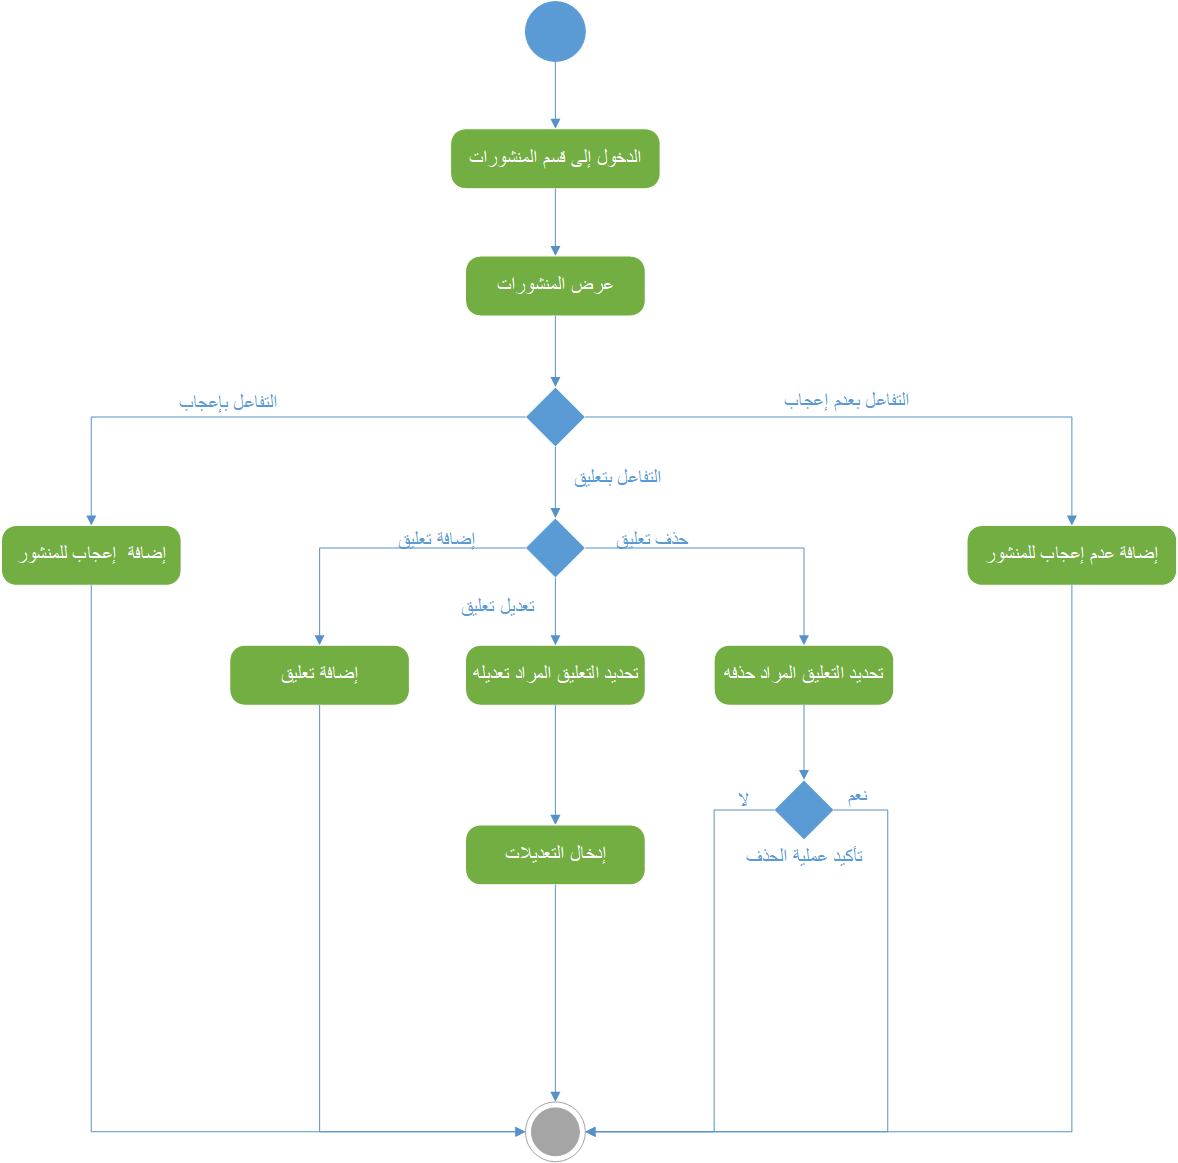 الدخول إلى قسم المنشورات
عرض المنشورات
التفاعل بعدم إعجاب
التفاعل بإعجاب
التفاعل بتعليق
حذف تعليق
إضافة تعليق
إضافة عدم إعجاب للمنشور
إضافة إعجاب للمنشور
تعديل تعليق
تحديد التعليق المراد حذفه
تحديد التعليق المراد تعديله
إضافة تعليق
نعم
لا
تأكيد عملية الحذف
إدخال التعديلات